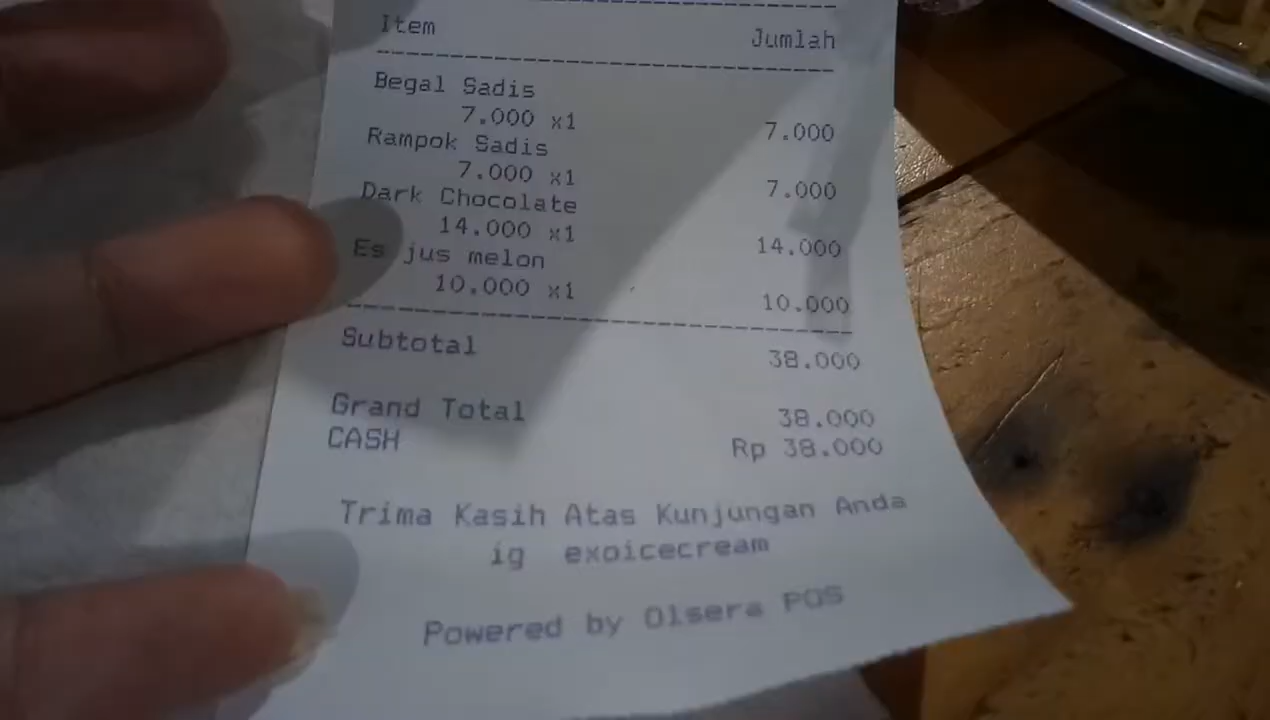 Item Jumlah
Begal Sadis
7.000 x1 7.000
Rampok Sadis
7.000 x1 7.000
Dark Chocolate
14.000 x1 14.000
Es jus melon
10.000 x1 10.000
Subtotal 38.000
Grand Total 38.000
CASH Rp 38.000
Trima Kasih Atas Kunjungan Anda
ig exoicecream
Powered by Olsera POS